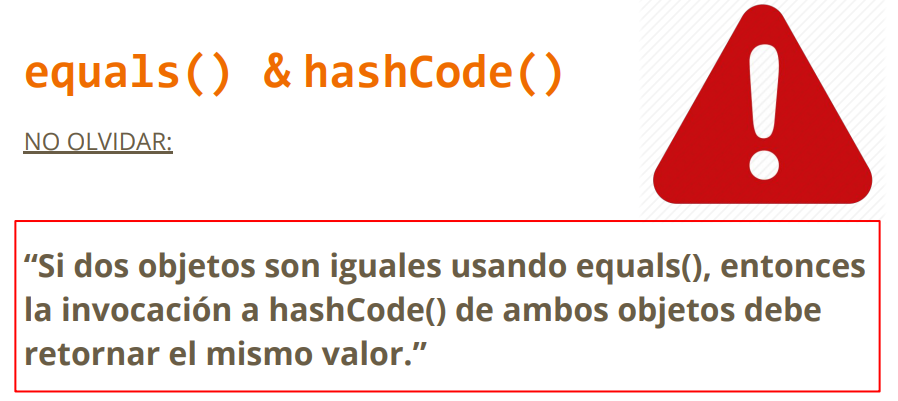 equals() & hashCode()
NO OLVIDAR:
“Si dos objetos son iguales usando equals(), entonces
la invocación a hashCode() de ambos objetos debe
retornar el mismo valor.”